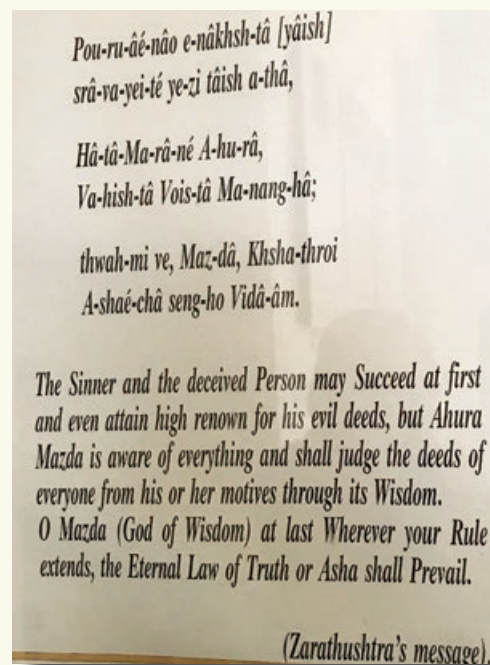 Pou-ru-âé-nâo e-nâkhsh-tâ [yâish]
srâ-va-yei-té ye-zi tâish a-thâ,
Hâ-tâ-Ma-râ-né A-hu-râ,
Va-hish-tâ Vois-tâ Ma-nang-hâ;
thwah-mi ve, Maz-dâ, Khsha-throi
A-shaé-châ seng-ho Vidâ-âm.
The Sinner and the deceived Person may Succeed at first
and even attain high renown for his evil deeds, but Ahura
Mazda is aware of everything and shall judge the deeds of
everyone from his or her motives through its Wisdom.
O Mazda (God of Wisdom) at last Wherever your Rule
extends, the Eternal Law of Truth or Asha shall Prevail.
(Zarathushtra's message).